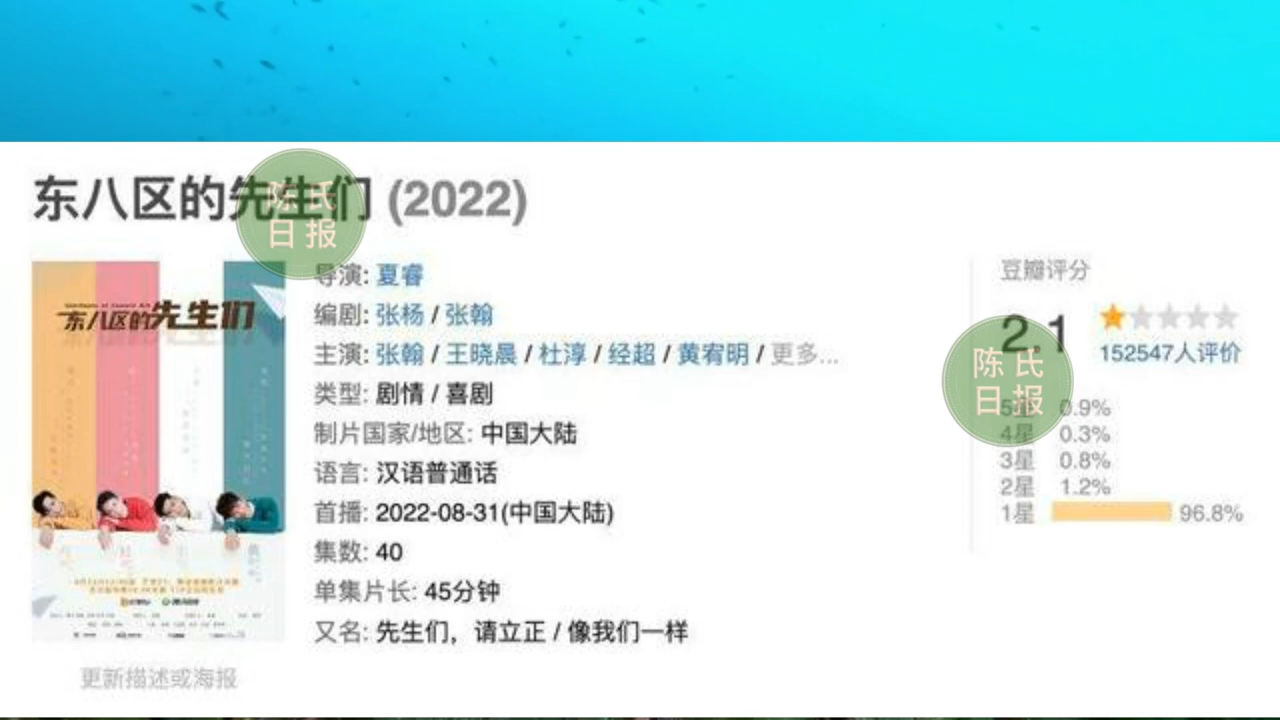 东八区的先生们 (2022)
陈氏
日报
东八区的先生们
导演: 夏睿
编剧: 张杨 / 张翰
主演: 张翰 / 王晓晨 / 杜淳 / 经超 / 黄宥明 / 更多...
类型: 剧情 / 喜剧
制片国家/地区: 中国大陆
语言: 汉语普通话
首播: 2022-08-31(中国大陆)
集数: 40
单集片长: 45分钟
又名: 先生们，请立正 / 像我们一样
更新描述或海报
豆瓣评分
2.1
152547人评价
陈氏
日报
5星 0.9%
4星 0.3%
3星 0.8%
2星 1.2%
1星 96.8%